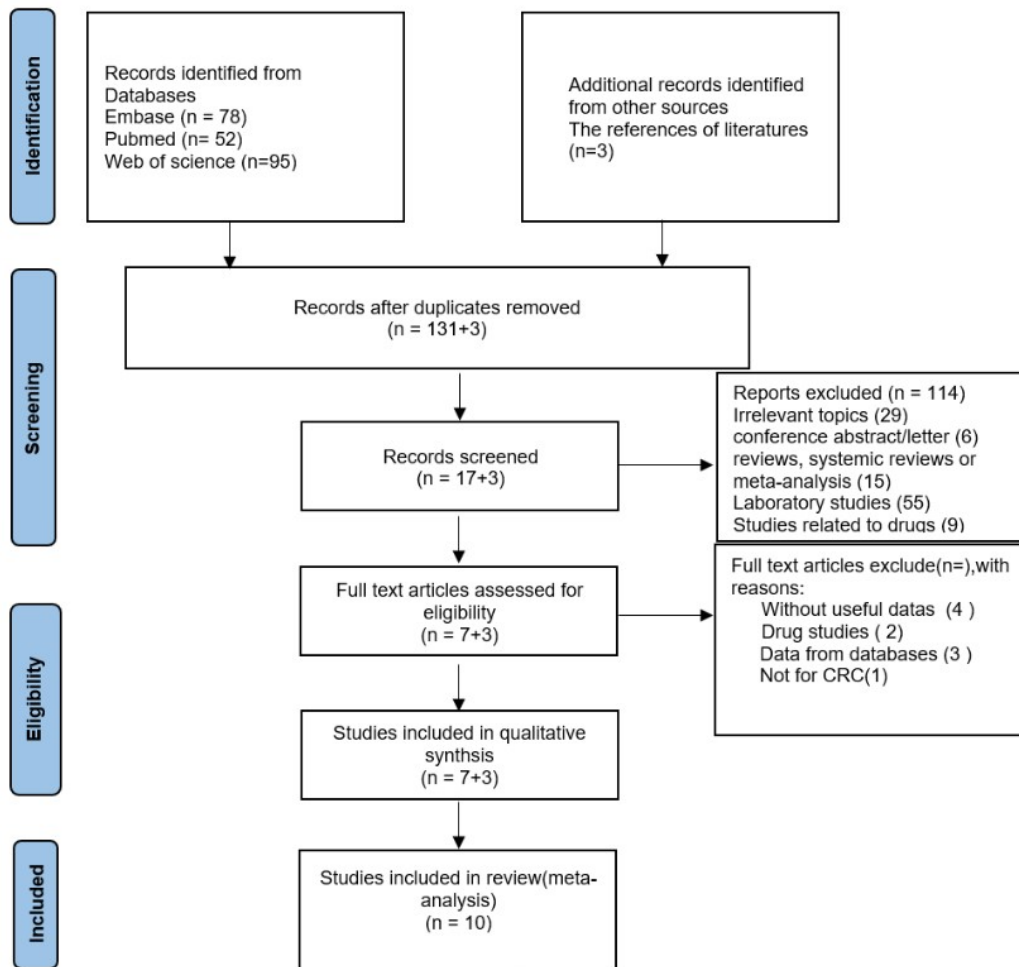 Identification
Records identified from
Databases
Embase (n = 78)
Pubmed (n= 52)
Web of science (n=95)
Additional records identified
from other sources
The references of literatures
(n=3)
Screening
Records after duplicates removed
(n = 131+3)
Records screened
(n = 17+3)
Reports excluded (n = 114)
Irrelevant topics (29)
conference abstract/letter (6)
reviews, systemic reviews or
meta-analysis (15)
Laboratory studies (55)
Studies related to drugs (9)
Eligibility
Full text articles assessed for
eligibility
(n = 7+3)
Full text articles exclude(n=),with
reasons:
Without useful datas (4 )
Drug studies ( 2)
Data from databases (3 )
Not for CRC(1)
Studies included in qualitative
synthsis
(n = 7+3)
Included
Studies included in review(meta-
analysis)
(n = 10)